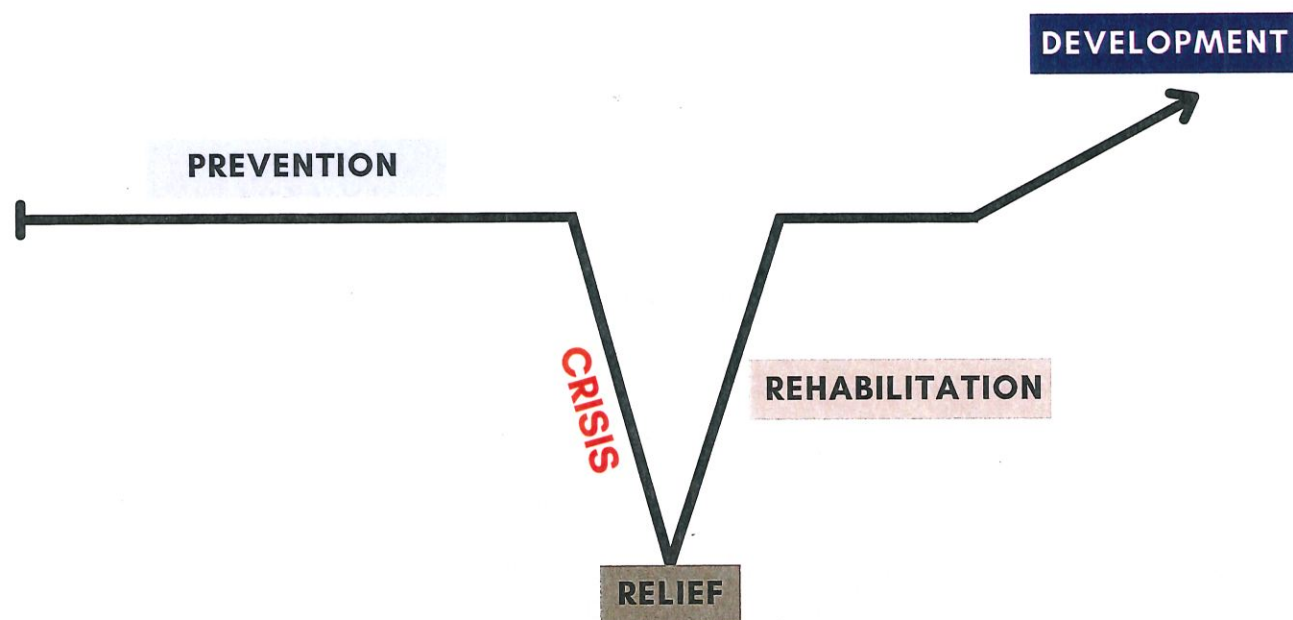 DEVELOPMENT
PREVENTION
CRISIS
REHABILITATION
RELIEF